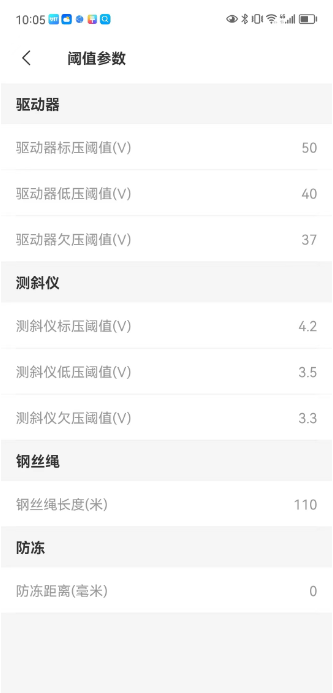 10:05
阈值参数
驱动器
驱动器标压阈值(V) 50
驱动器低压阈值(V) 40
驱动器欠压阈值(V) 37
测斜仪
测斜仪标压阈值(V) 4.2
测斜仪低压阈值(V) 3.5
测斜仪欠压阈值(V) 3.3
钢丝绳
钢丝绳长度(米) 110
防冻
防冻距离(毫米) 0